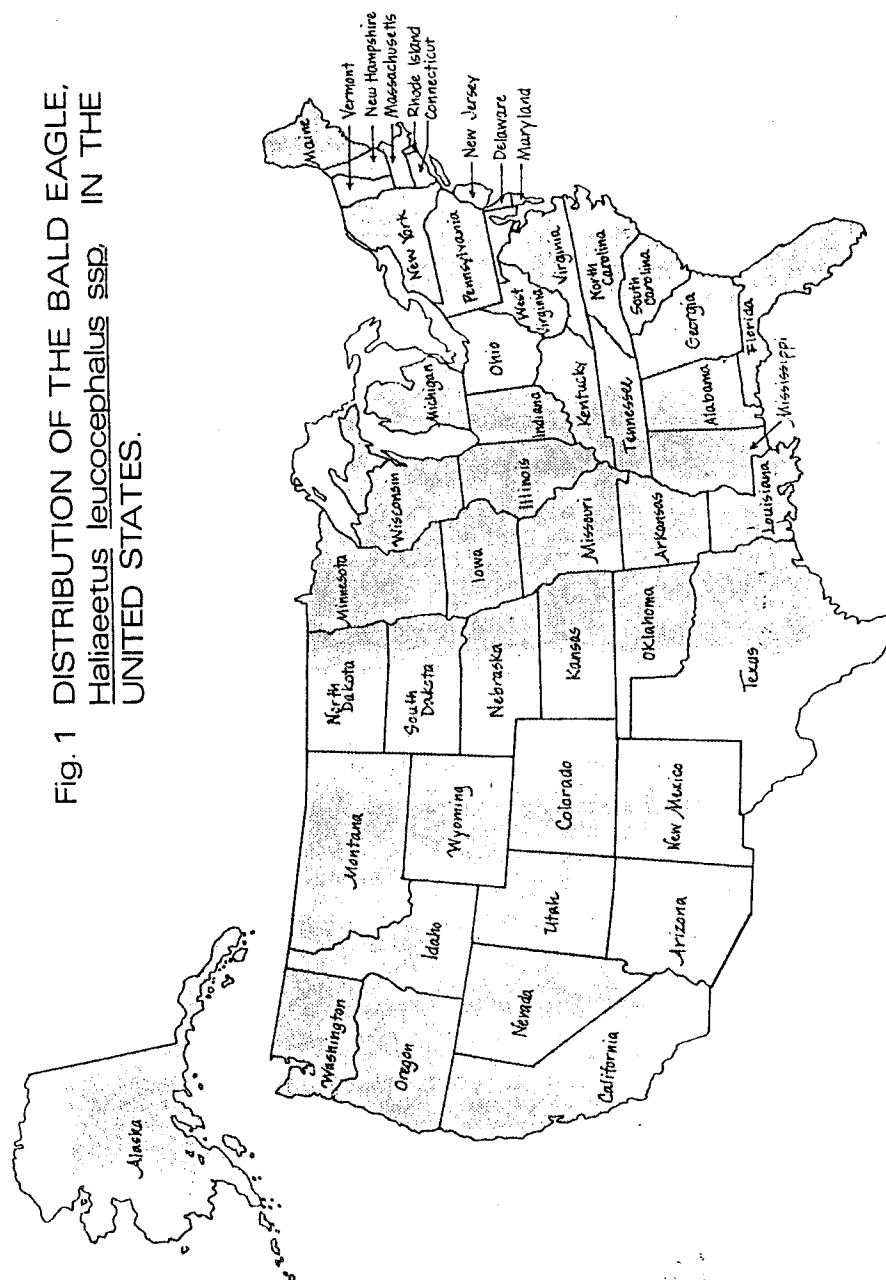 Fig. 1 DISTRIBUTION OF THE BALD EAGLE,
Haliaeetus leucocephalus ssp, IN THE
UNITED STATES.
Alaska
Washington
Oregon
California
Nevada
Idaho
Montana
Wyoming
Utah
Arizona
Colorado
New Mexico
North
Dakota
South
Dakota
Nebraska
Kansas
Oklahoma
Texas
Minnesota
Iowa
Missouri
Arkansas
Louisiana
Wisconsin
Illinois
Michigan
Indiana
Ohio
Kentucky
Tennessee
Mississippi
Alabama
Georgia
Florida
South
Carolina
North
Carolina
Virginia
West
Virginia
Pennsylvania
New York
Maine
Vermont
New Hampshire
Massachusetts
Rhode Island
Connecticut
New Jersey
Delaware
Maryland